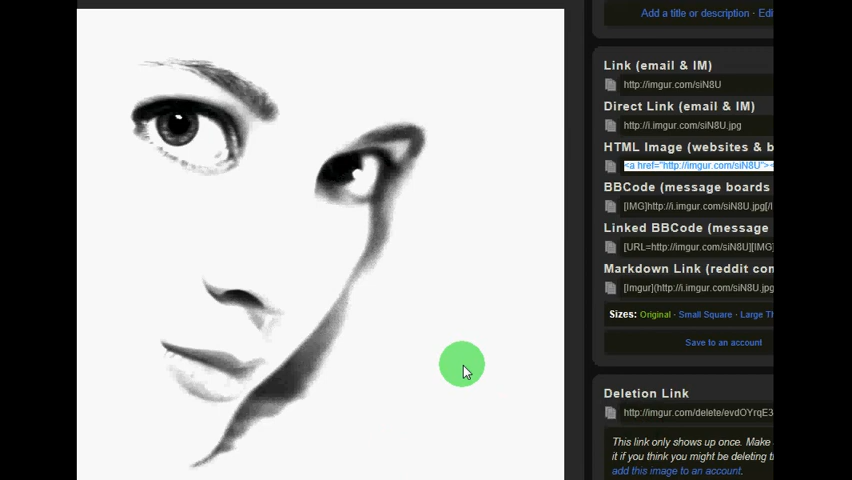 Add a title or description · Edi
Link (email & IM)
http://imgur.com/siN8U
Direct Link (email & IM)
http://i.imgur.com/siN8U.jpg
HTML Image (websites & b
<a href="http://imgur.com/siN8U"><
BBCode (message boards
[IMG]http://i.imgur.com/siN8U.jpg[/I
Linked BBCode (message
[URL=http://imgur.com/siN8U][IMG]
Markdown Link (reddit com
[Imgur](http://i.imgur.com/siN8U.jpg
Sizes: Original · Small Square · Large Th
Save to an account
Deletion Link
http://imgur.com/delete/evdOYrqE3
This link only shows up once. Make
it if you think you might be deleting t
add this image to an account.